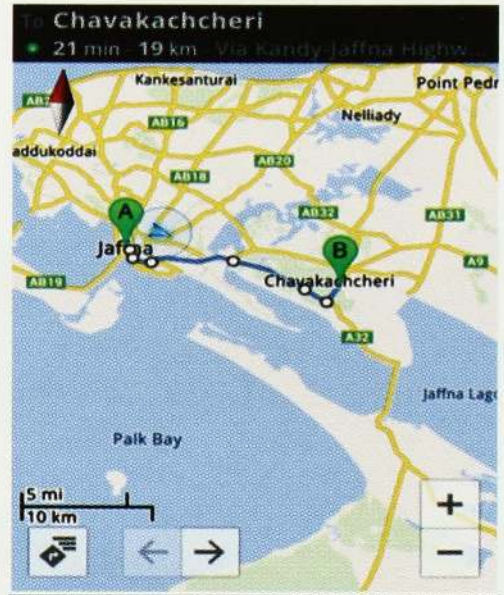 To Chavakachcheri
21 min - 19 km - Via Kandy-Jaffna Highw...
Kankesanturai
Point Pedr
Nelliady
AB16
addukoddai
AB20
AB18
A
AB32
AB31
B
Jaffna
A9
Chavakachcheri
AB19
A32
Jaffna Lag
Palk Bay
5 mi
10 km
+
−